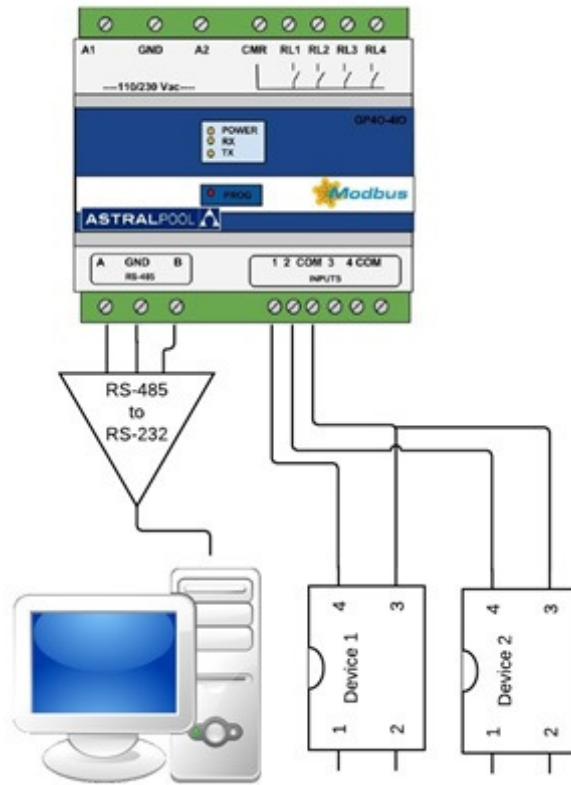 A1 GND A2 CMR RL1 RL2 RL3 RL4
----110/230 Vac----
GP4O-4IO
POWER
RX
TX
PROG
Modbus
ASTRALPOOL
A GND B
RS-485
1 2 COM 3 4 COM
INPUTS
RS-485
to
RS-232
4 3
Device 1
1 2
4 3
Device 2
1 2